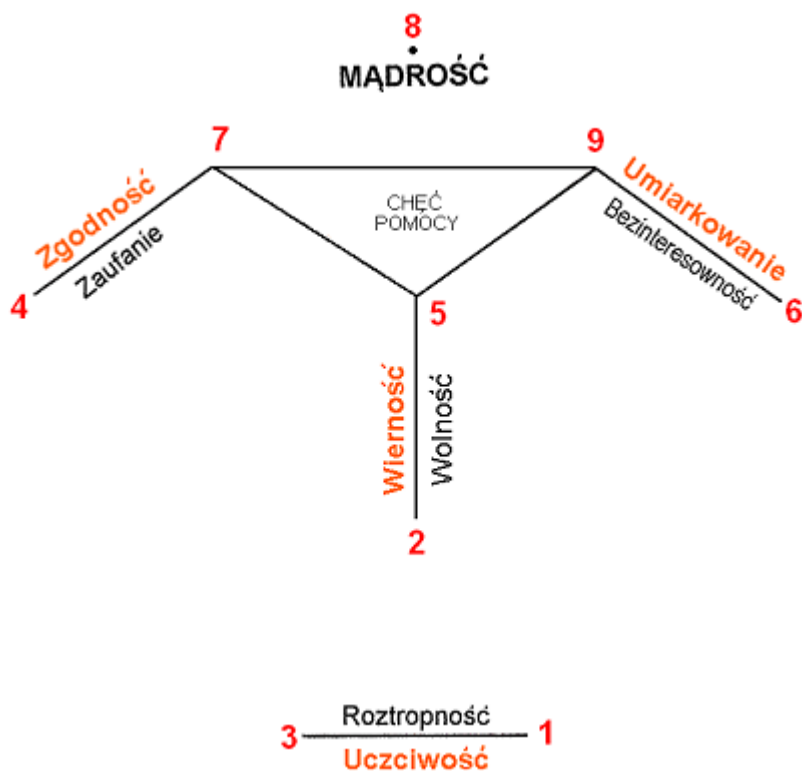 8
MĄDROŚĆ
7
9
Zgodność
Zaufanie
CHĘĆ
POMOCY
Umiarkowanie
Bezinteresowność
4
5
6
Wierność
Wolność
2
Roztropność
3
1
Uczciwość